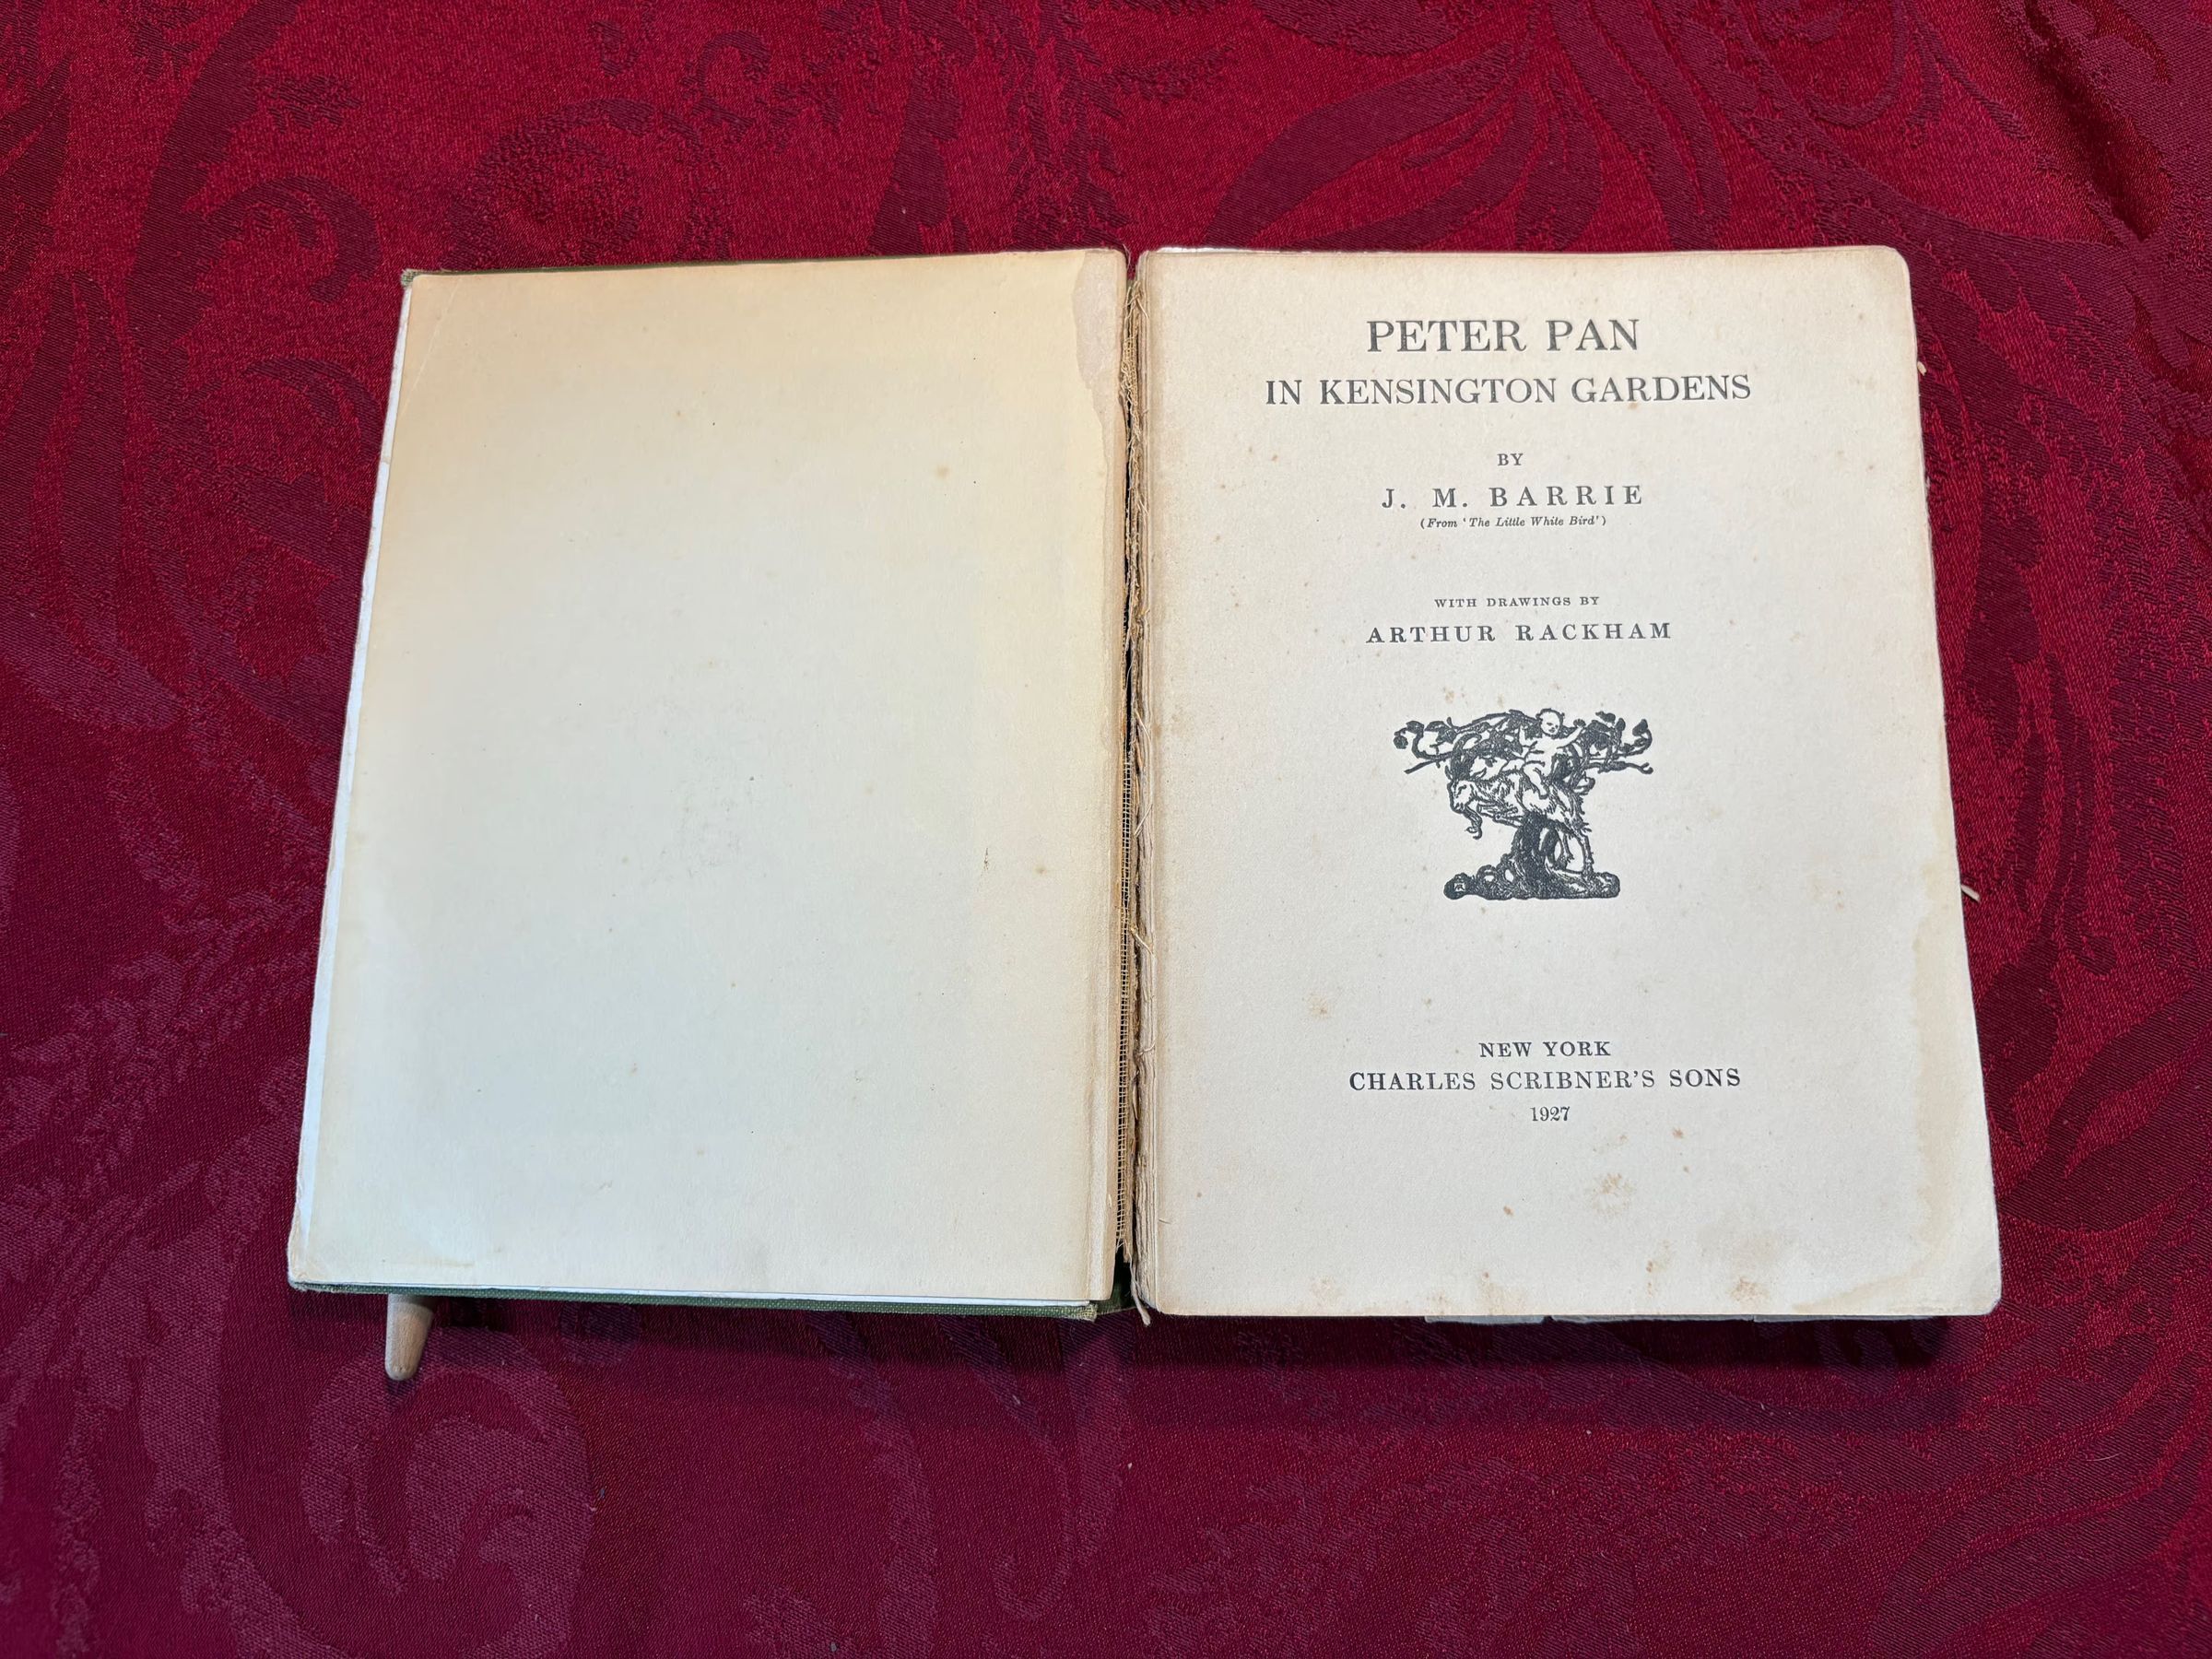 PETER PAN
IN KENSINGTON GARDENS
BY
J. M. BARRIE
(From ‘The Little White Bird’)
WITH DRAWINGS BY
ARTHUR RACKHAM
NEW YORK
CHARLES SCRIBNER'S SONS
1927